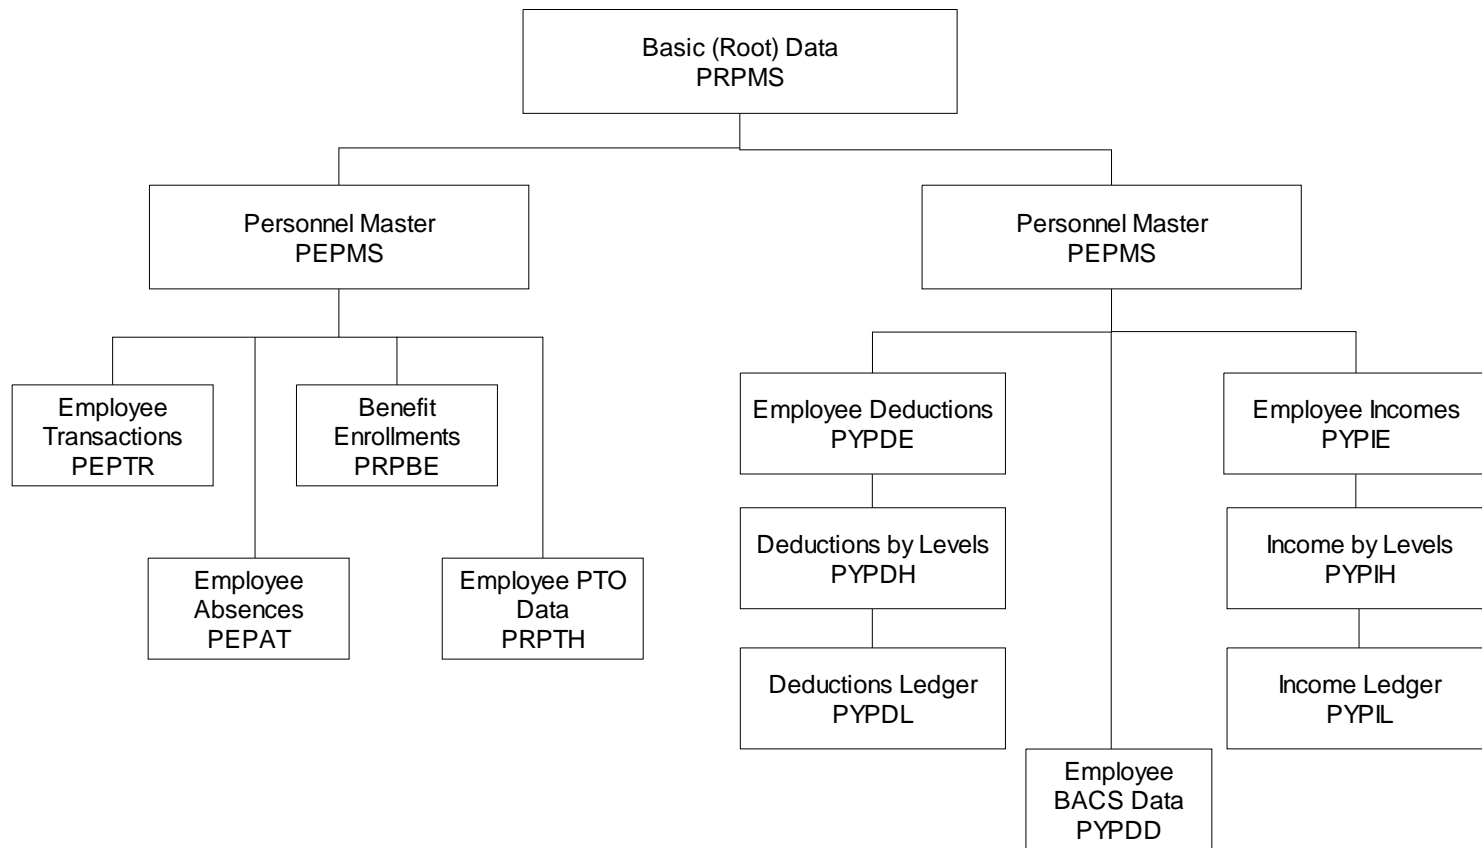 Basic (Root) Data
PRPMS
Personnel Master
PEPMS
Personnel Master
PEPMS
Employee
Transactions
PEPTR
Benefit
Enrollments
PRPBE
Employee
Absences
PEPAT
Employee PTO
Data
PRPTH
Employee Deductions
PYPDE
Employee Incomes
PYPIE
Deductions by Levels
PYPDH
Income by Levels
PYPIH
Deductions Ledger
PYPDL
Income Ledger
PYPIL
Employee
BACS Data
PYPDD